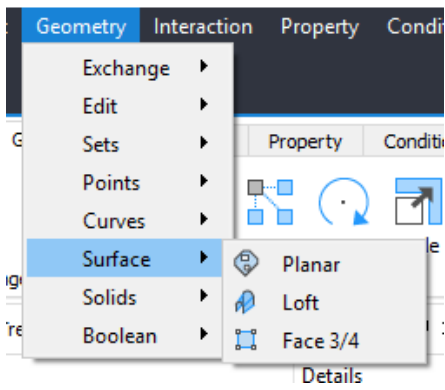 Geometry Interaction Property Condi
Exchange
Edit
Sets
Property Conditi
Points
Curves
Surface
Planar
Loft
Solids
Boolean
Face 3/4
Details